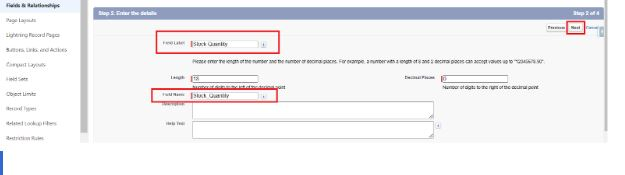 Fields & Relationships
Page Layouts
Lightning Record Pages
Buttons, Links, and Actions
Compact Layouts
Field Sets
Object Limits
Record Types
Related Lookup Filters
Restriction Rules
Step 2. Enter the details
Step 2 of 4
Previous Next Cancel
Field Label Stock Quantity
Please enter the length of the number and the number of decimal places. For example, a number with a length of 8 and 2 decimal places can accept values up to "12345678.90".
Length 12 Decimal Places 0
Number of digits to the left of the decimal point Number of digits to the right of the decimal point
Field Name Stock_Quantity
Description
Help Text